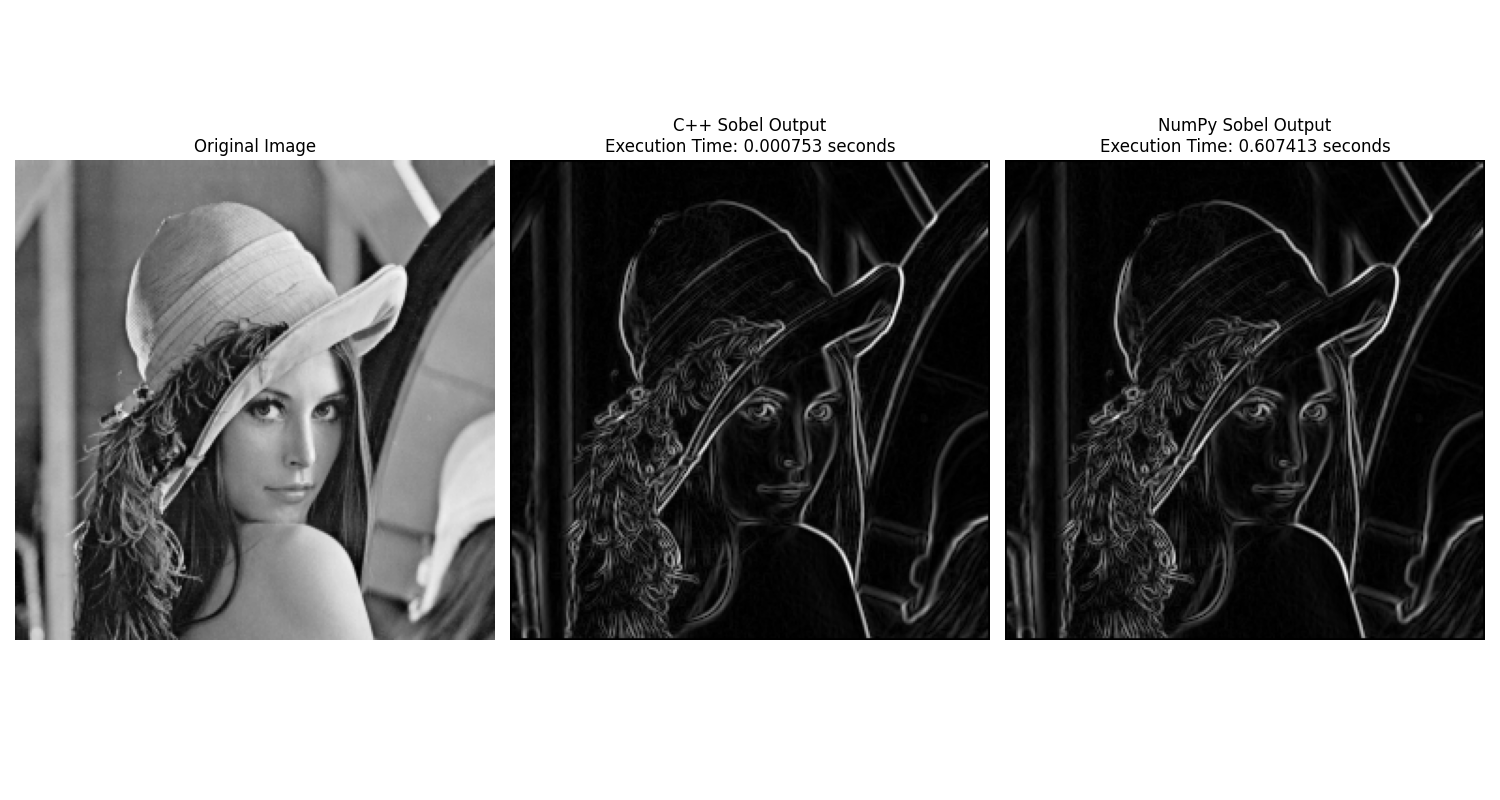 Original Image
C++ Sobel Output
Execution Time: 0.000753 seconds
NumPy Sobel Output
Execution Time: 0.607413 seconds